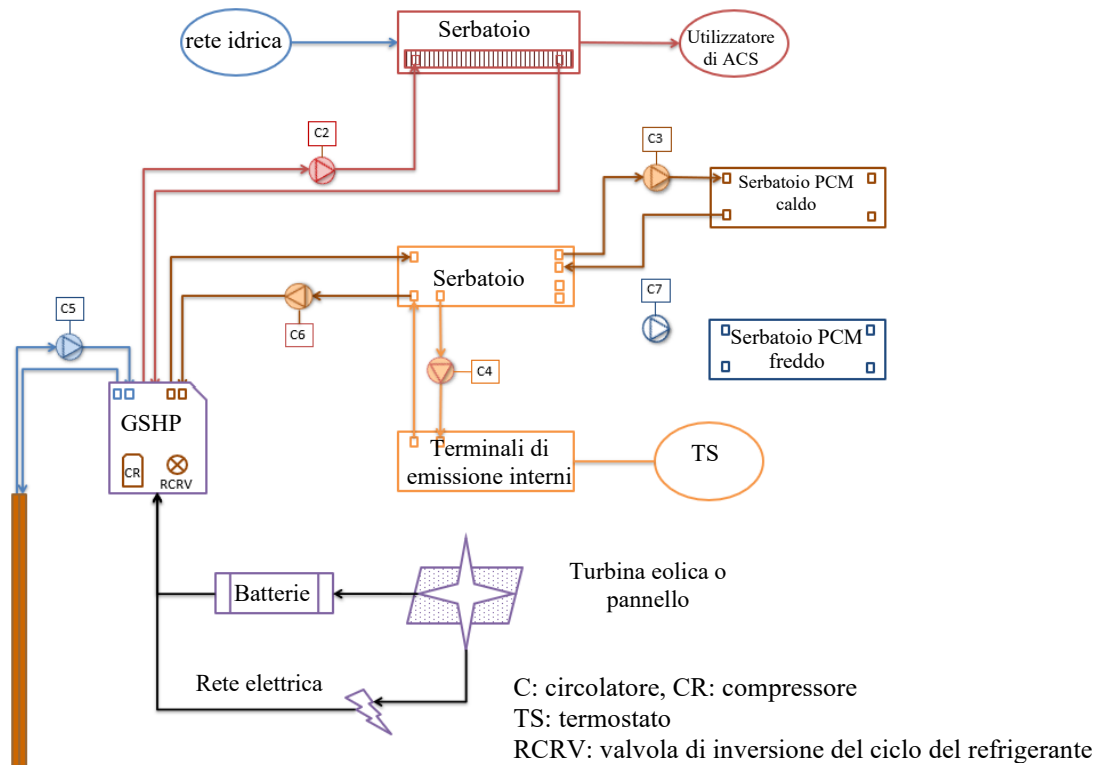 rete idrica
Serbatoio
Utilizzatore
di ACS
C2
C3
Serbatoio PCM
caldo
Serbatoio
C7
C5
C6
Serbatoio PCM
freddo
C4
GSHP
Terminali di
emissione interni
TS
CR
RCRV
Turbina eolica o
pannello
Batterie
Rete elettrica
C: circolatore, CR: compressore
TS: termostato
RCRV: valvola di inversione del ciclo del refrigerante